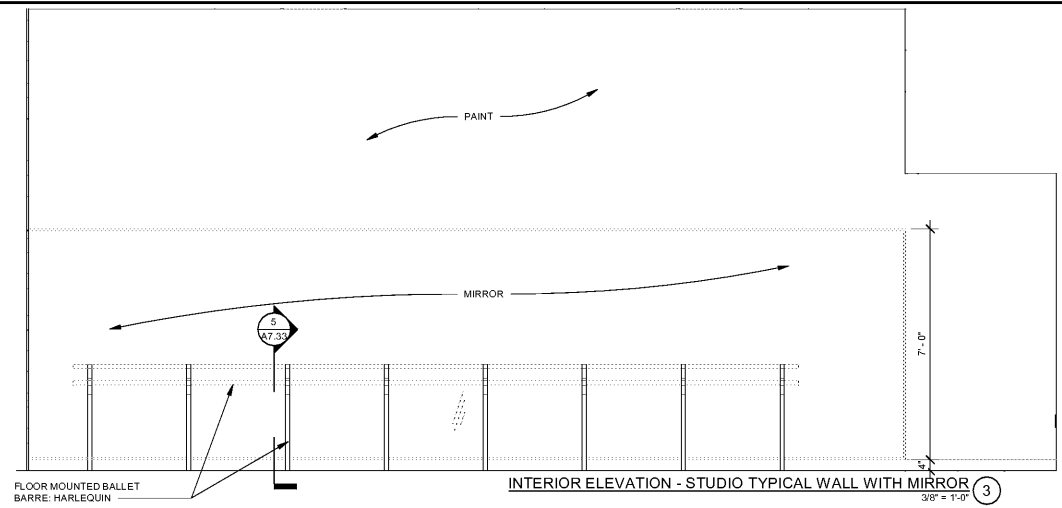 PAINT
MIRROR
5
A7.33
7' - 0"
4"
FLOOR MOUNTED BALLET
BARRE: HARLEQUIN
INTERIOR ELEVATION - STUDIO TYPICAL WALL WITH MIRROR
3
3/8" = 1'-0"